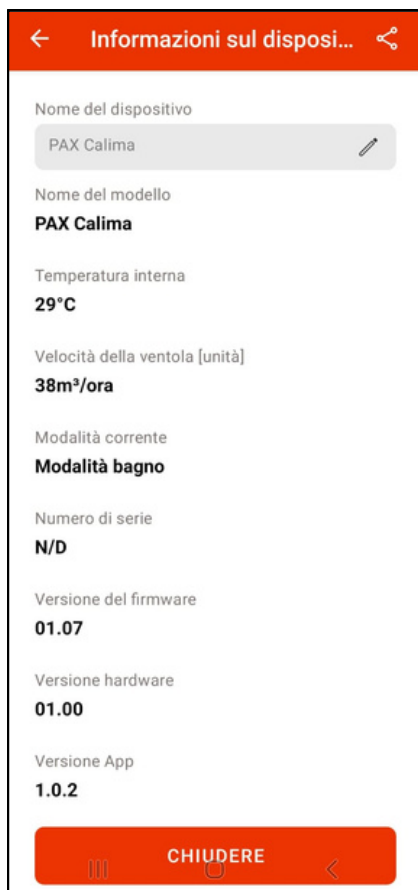 Informazioni sul disposi...
Nome del dispositivo
PAX Calima
Nome del modello
PAX Calima
Temperatura interna
29°C
Velocità della ventola [unità]
38m³/ora
Modalità corrente
Modalità bagno
Numero di serie
N/D
Versione del firmware
01.07
Versione hardware
01.00
Versione App
1.0.2
CHIUDERE